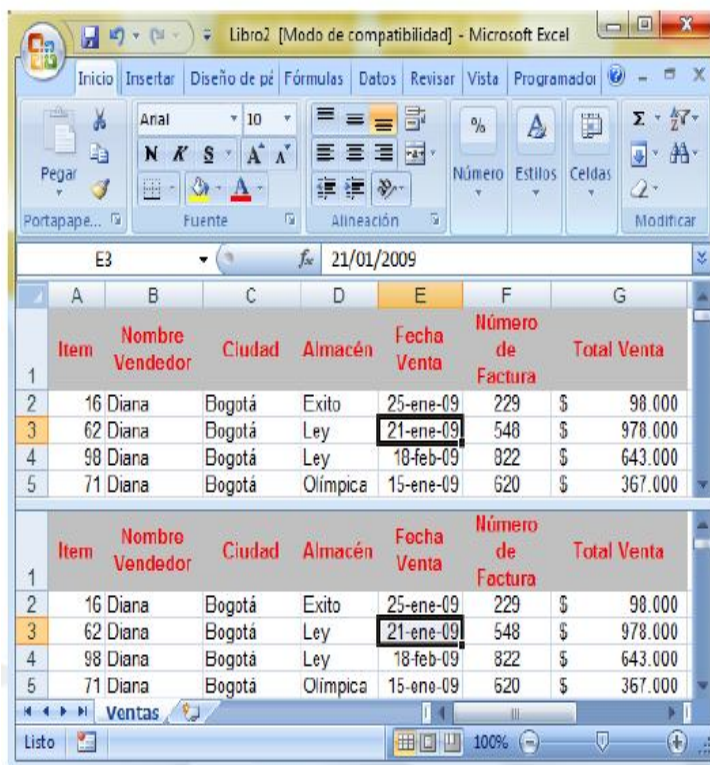 Libro2 [Modo de compatibilidad] - Microsoft Excel
Inicio Insertar Diseño de pá Fórmulas Datos Revisar Vista Programador
Pegar
Arial 10
N K S A A
A
%
Número
Estilos
Celdas
Σ
Portapape... Fuente Alineación Modificar
E3 fx 21/01/2009
A B C D E F G
1 Item Nombre Vendedor Ciudad Almacén Fecha Venta Número de Factura Total Venta
2 16 Diana Bogotá Exito 25-ene-09 229 $ 98.000
3 62 Diana Bogotá Ley 21-ene-09 548 $ 978.000
4 98 Diana Bogotá Ley 18-feb-09 822 $ 643.000
5 71 Diana Bogotá Olímpica 15-ene-09 620 $ 367.000
1 Item Nombre Vendedor Ciudad Almacén Fecha Venta Número de Factura Total Venta
2 16 Diana Bogotá Exito 25-ene-09 229 $ 98.000
3 62 Diana Bogotá Ley 21-ene-09 548 $ 978.000
4 98 Diana Bogotá Ley 18-feb-09 822 $ 643.000
5 71 Diana Bogotá Olímpica 15-ene-09 620 $ 367.000
Ventas
Listo 100%